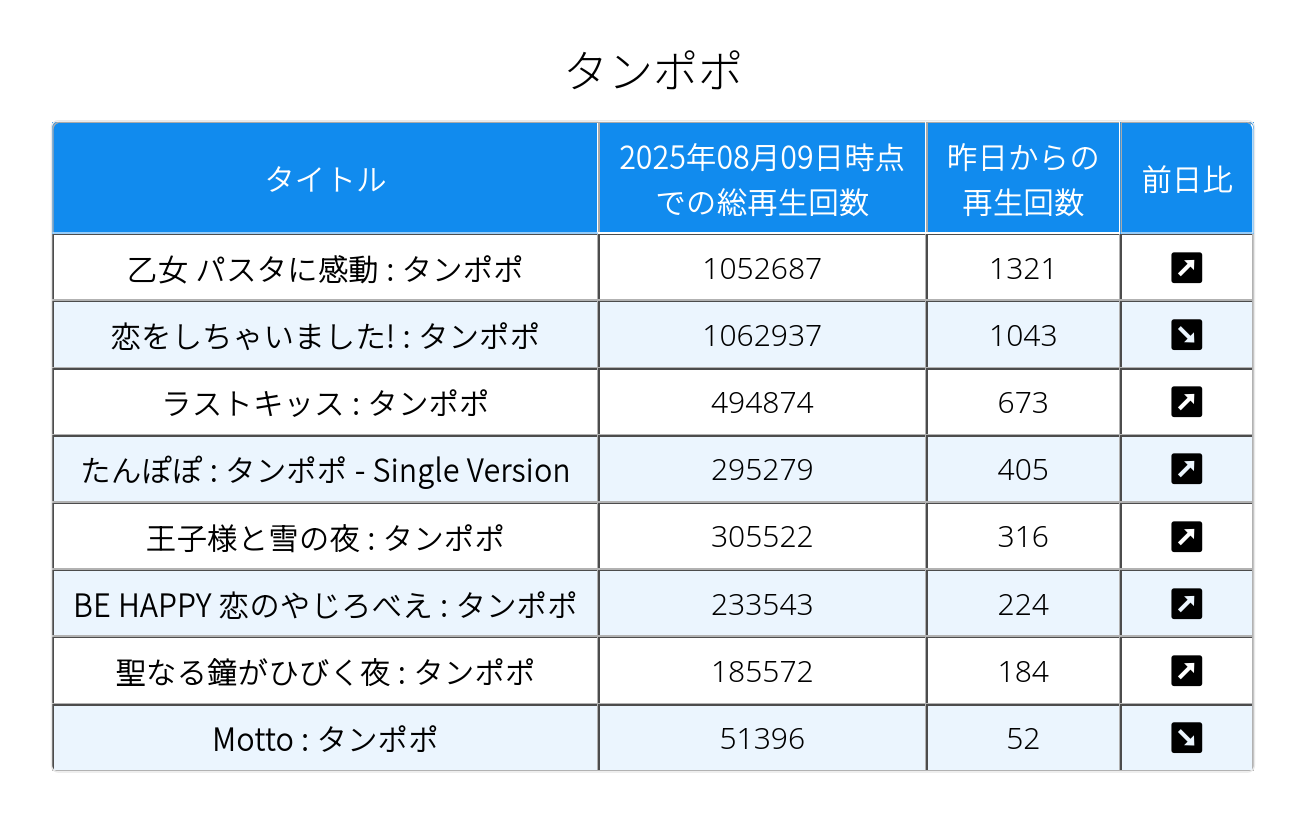 タンポポ
タイトル 2025年08月09日時点 昨日からの 前日比
での総再生回数 再生回数
乙女 パスタに感動 : タンポポ 1052687 1321 ↗
恋をしちゃいました! : タンポポ 1062937 1043 ↘
ラストキッス : タンポポ 494874 673 ↗
たんぽぽ : タンポポ - Single Version 295279 405 ↗
王子様と雪の夜 : タンポポ 305522 316 ↗
BE HAPPY 恋のやじろべえ : タンポポ 233543 224 ↗
聖なる鐘がひびく夜 : タンポポ 185572 184 ↗
Motto : タンポポ 51396 52 ↘